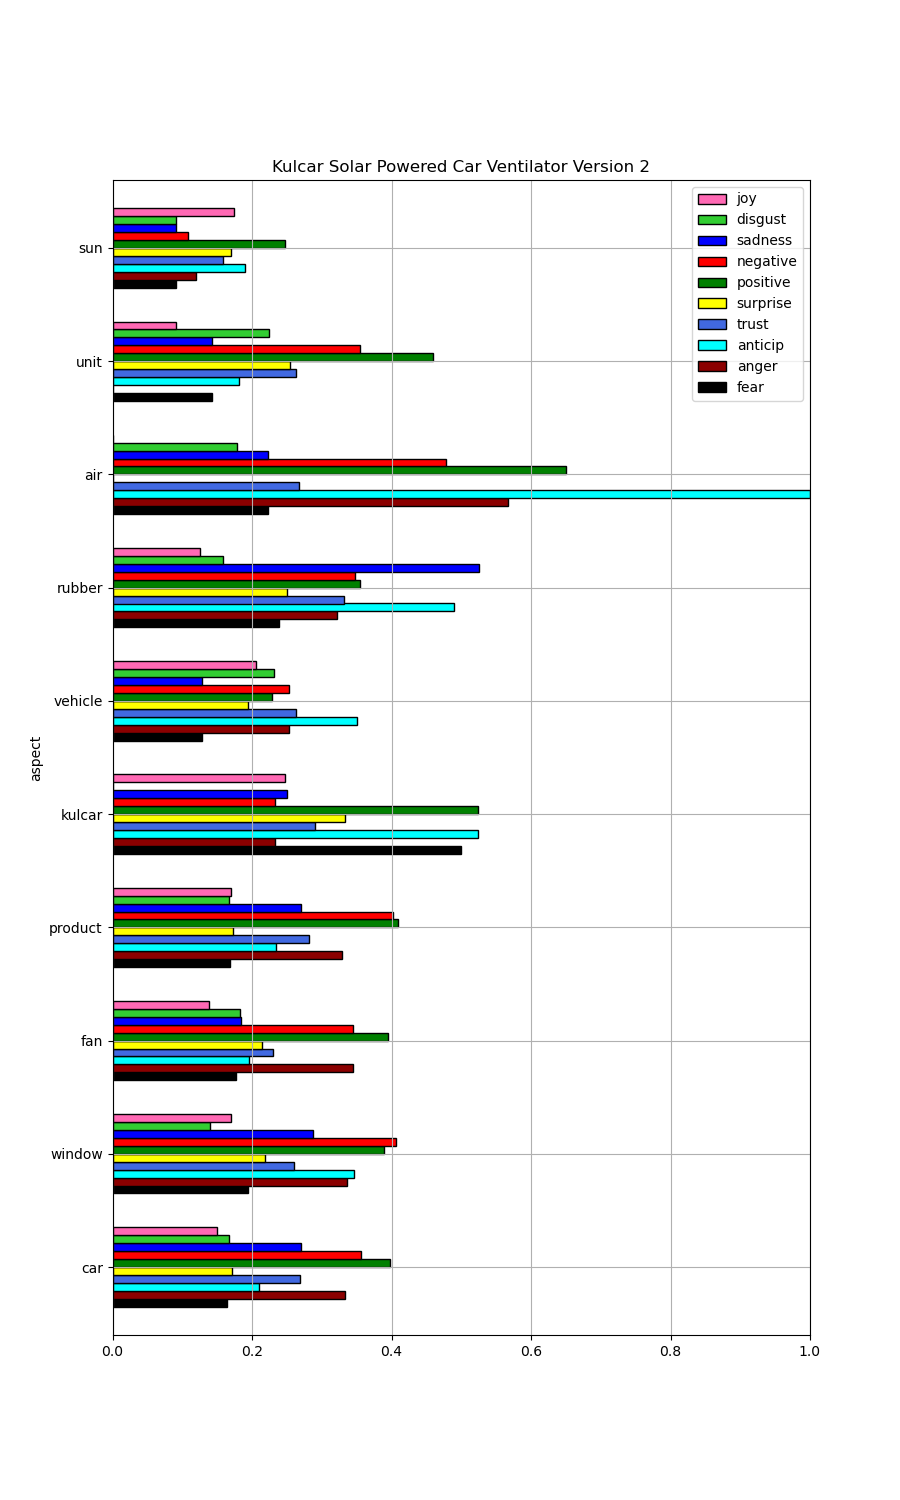 Kulcar Solar Powered Car Ventilator Version 2
joy
disgust
sadness
negative
positive
surprise
trust
anticip
anger
fear
sun
unit
air
rubber
vehicle
kulcar
product
fan
window
car
aspect
0.0 0.2 0.4 0.6 0.8 1.0